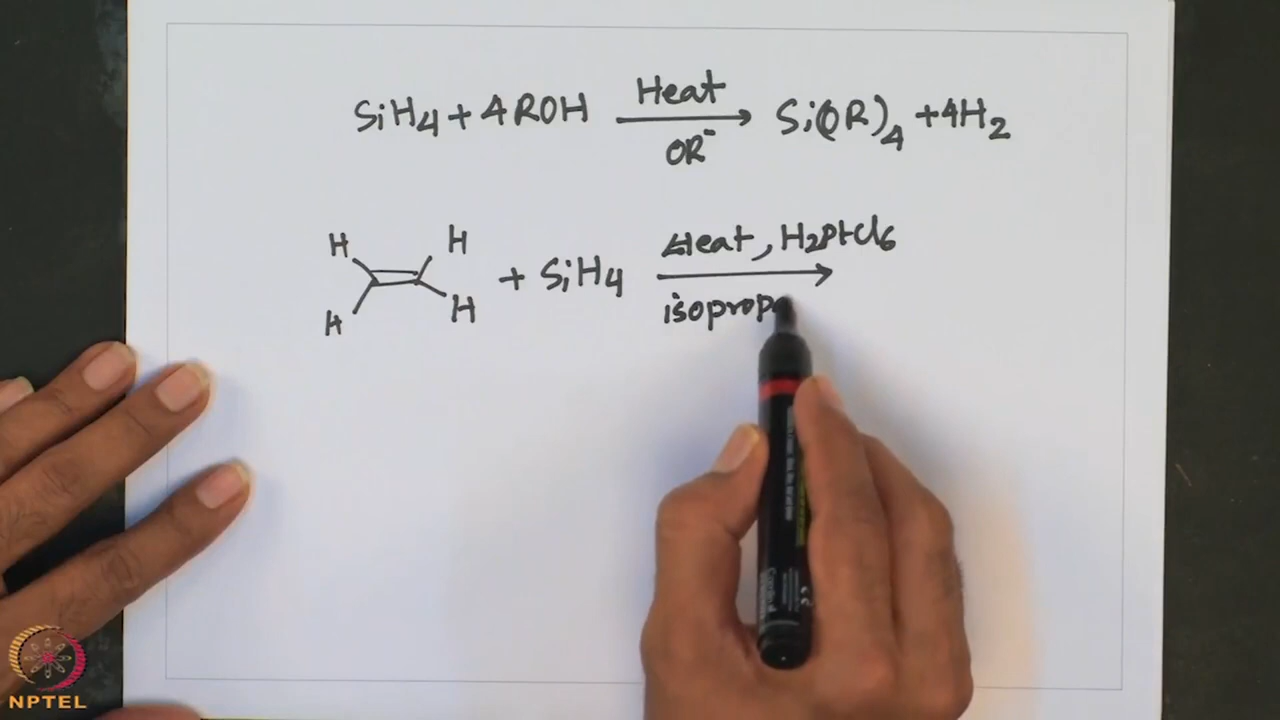 SiH4 + 4ROH Heat OR⁻ → Si(OR)4 + 4H2
H H H H + SiH4 Heat, H2PtCl6 isoprop →
NPTEL